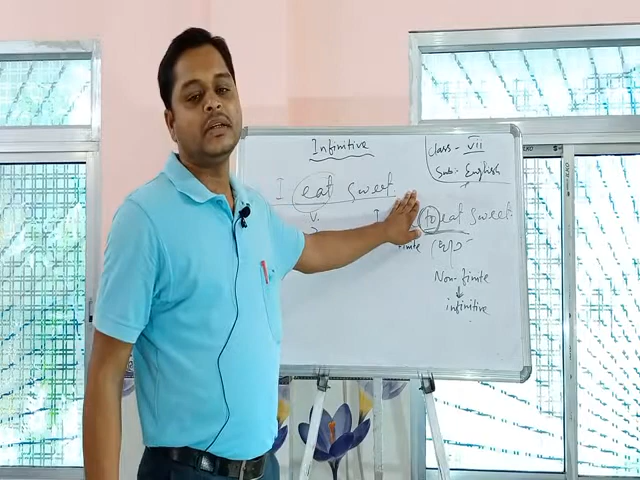 Infinitive
Class - VII
Sub:- English
I eat sweet.
V.
I
to eat sweet.
finite
Non-finite
infinitive